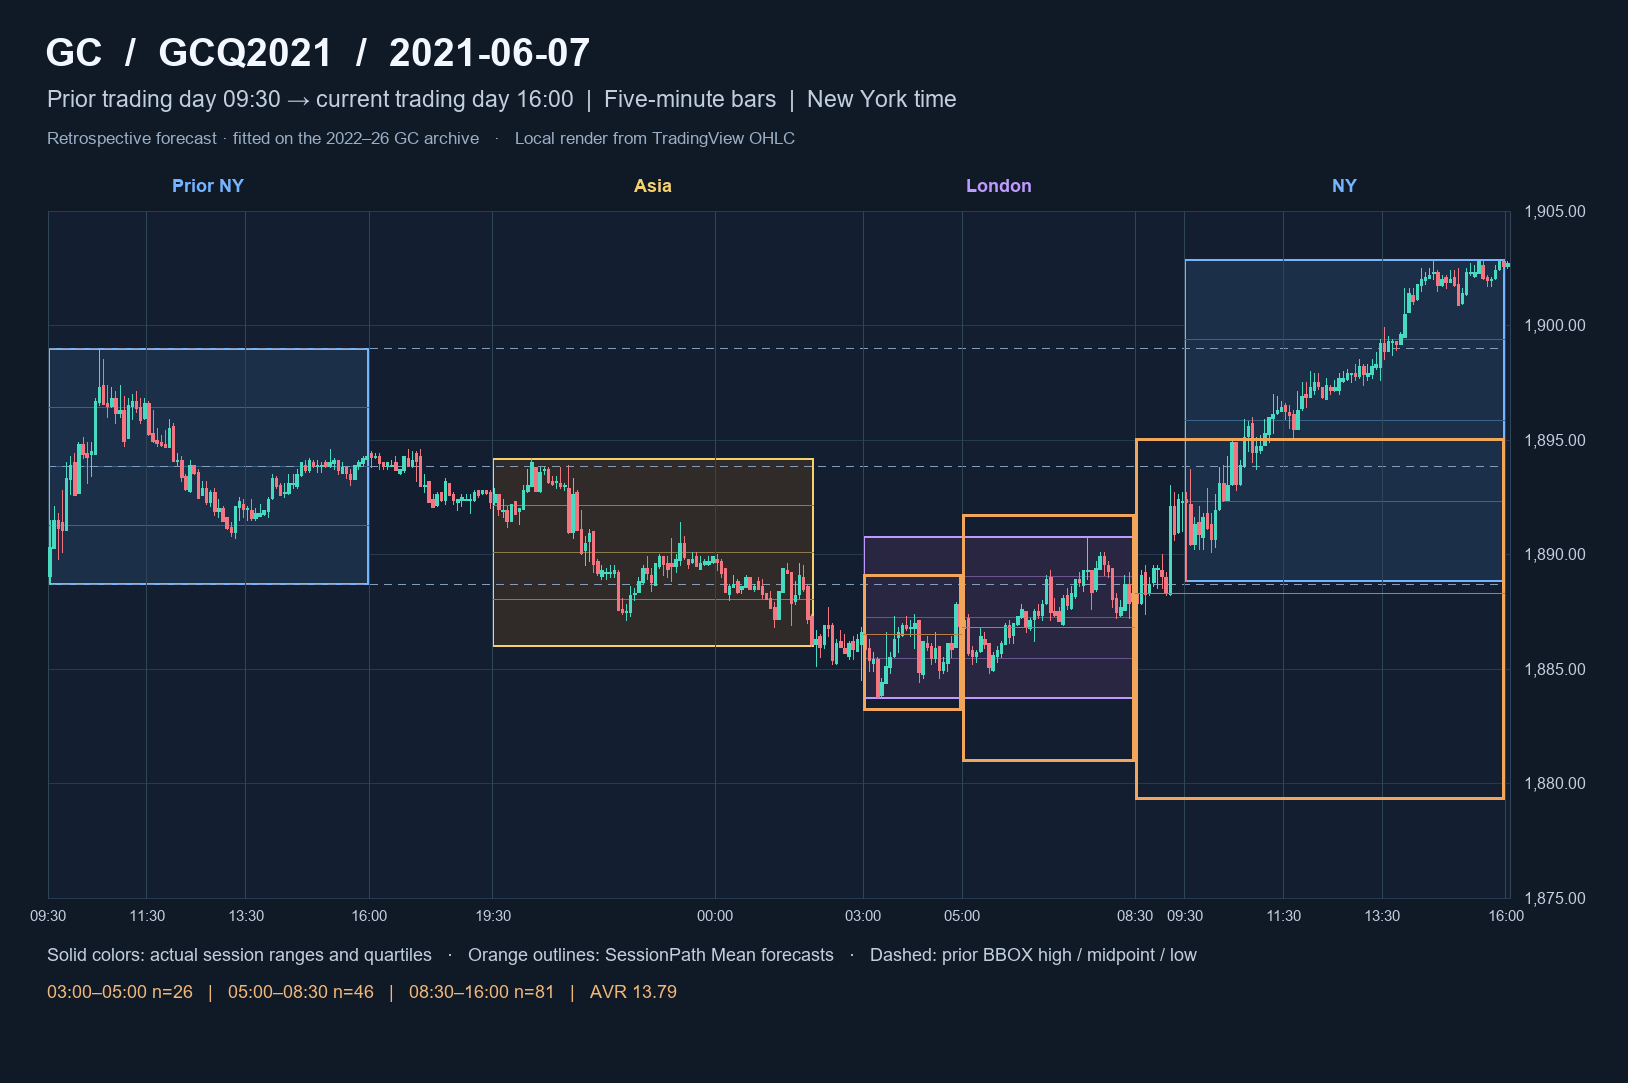 GC / GCQ2021 / 2021-06-07
Prior trading day 09:30 → current trading day 16:00 | Five-minute bars | New York time
Retrospective forecast · fitted on the 2022–26 GC archive · Local render from TradingView OHLC
Prior NY Asia London NY
1,905.00
1,900.00
1,895.00
1,890.00
1,885.00
1,880.00
1,875.00
09:30 11:30 13:30 16:00 19:30 00:00 03:00 05:00 08:30 09:30 11:30 13:30 16:00
Solid colors: actual session ranges and quartiles · Orange outlines: SessionPath Mean forecasts · Dashed: prior BBOX high / midpoint / low
03:00–05:00 n=26 | 05:00–08:30 n=46 | 08:30–16:00 n=81 | AVR 13.79